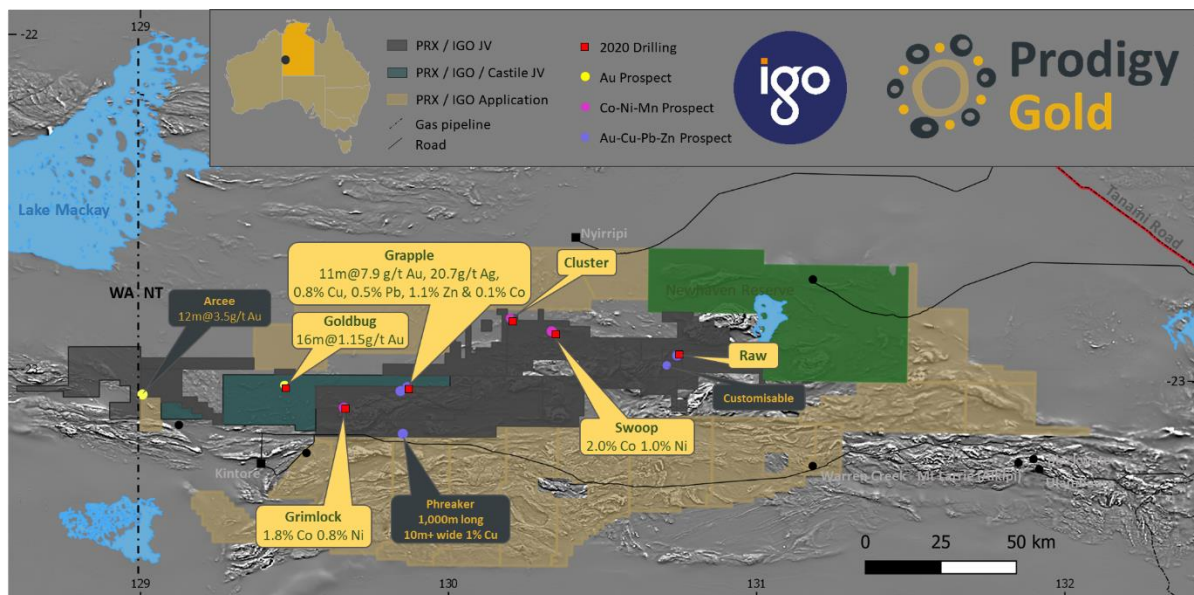 129
-22
PRX / IGO JV
PRX / IGO / Castile JV
PRX / IGO Application
Gas pipeline
Road
2020 Drilling
Au Prospect
Co-Ni-Mn Prospect
Au-Cu-Pb-Zn Prospect
igo
Prodigy
Gold
Lake Mackay
Tanami Road
Nyirripi
Grapple
11m@7.9 g/t Au, 20.7g/t Ag,
0.8% Cu, 0.5% Pb, 1.1% Zn & 0.1% Co
Cluster
Newhaven Reserve
WA NT
Arcee
12m@3.5g/t Au
Goldbug
16m@1.15g/t Au
Raw
-23
Customisable
Swoop
2.0% Co 1.0% Ni
Kintore
Warren Creek
Phreaker
1,000m long
10m+ wide 1% Cu
Grimlock
1.8% Co 0.8% Ni
0 25 50 km
129
130
131
132